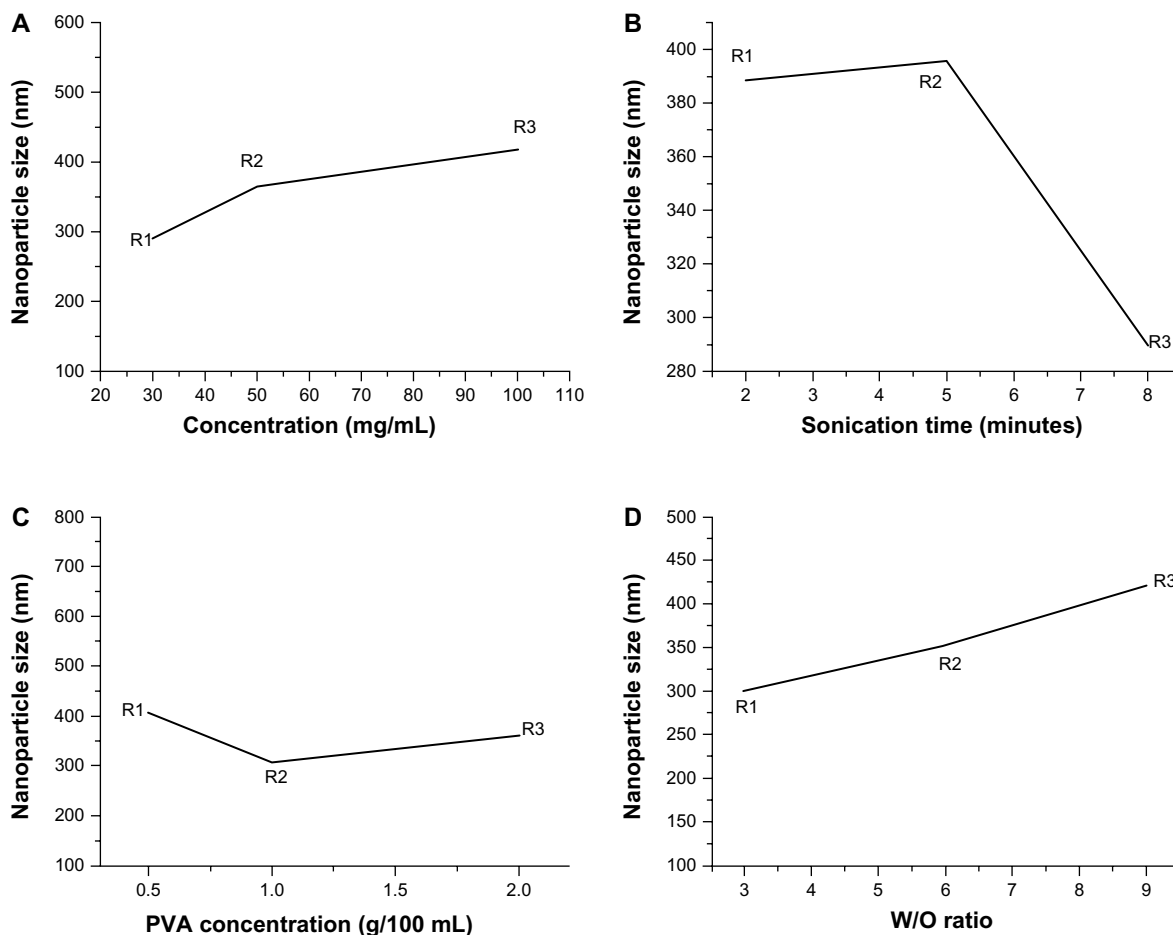 A
Nanoparticle size (nm)
600
500
400
300
200
100
R1
R2
R3
20 30 40 50 60 70 80 90 100 110
Concentration (mg/mL)
B
Nanoparticle size (nm)
400
380
360
340
320
300
280
R1
R2
R3
2 3 4 5 6 7 8
Sonication time (minutes)
C
Nanoparticle size (nm)
800
700
600
500
400
300
200
100
R1
R2
R3
0.5 1.0 1.5 2.0
PVA concentration (g/100 mL)
D
Nanoparticle size (nm)
500
450
400
350
300
250
200
150
100
R1
R2
R3
3 4 5 6 7 8 9
W/O ratio